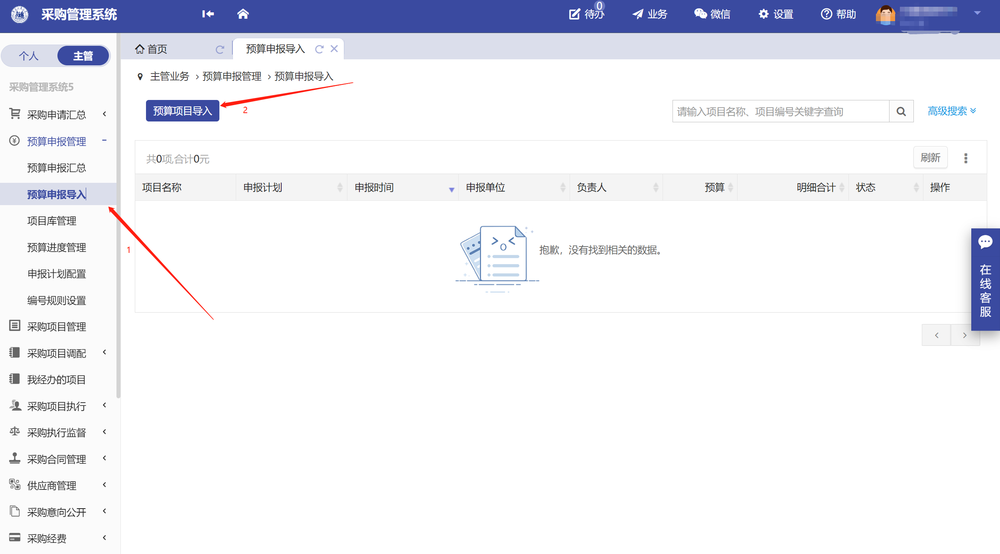 采购管理系统
待办
0
业务
微信
设置
帮助
个人
主管
首页
预算申报导入
主管业务 › 预算申报管理 › 预算申报导入
采购管理系统5
采购申请汇总
预算申报管理
预算申报汇总
预算申报导入
项目库管理
预算进度管理
申报计划配置
编号规则设置
采购项目管理
采购项目调配
我经办的项目
采购项目执行
采购执行监督
采购合同管理
供应商管理
采购意向公开
采购经费
1
预算项目导入
2
请输入项目名称、项目编号关键字查询
高级搜索
共0项,合计0元
刷新
项目名称 申报计划 申报时间 申报单位 负责人 预算 明细合计 状态 操作
抱歉，没有找到相关的数据。
在线客服